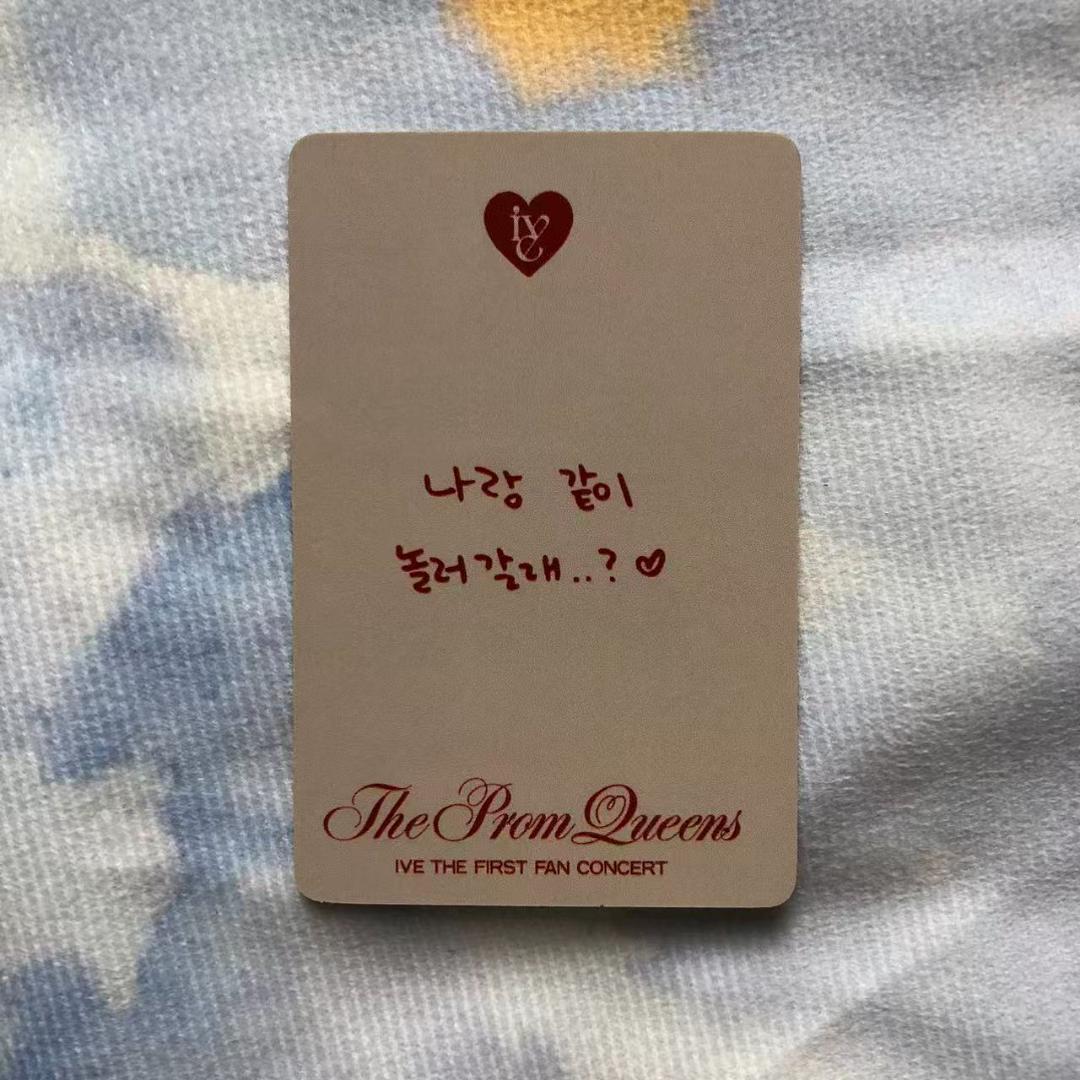 ive
나랑 같이
놀러갈래..? ♡
The Prom Queens
IVE THE FIRST FAN CONCERT